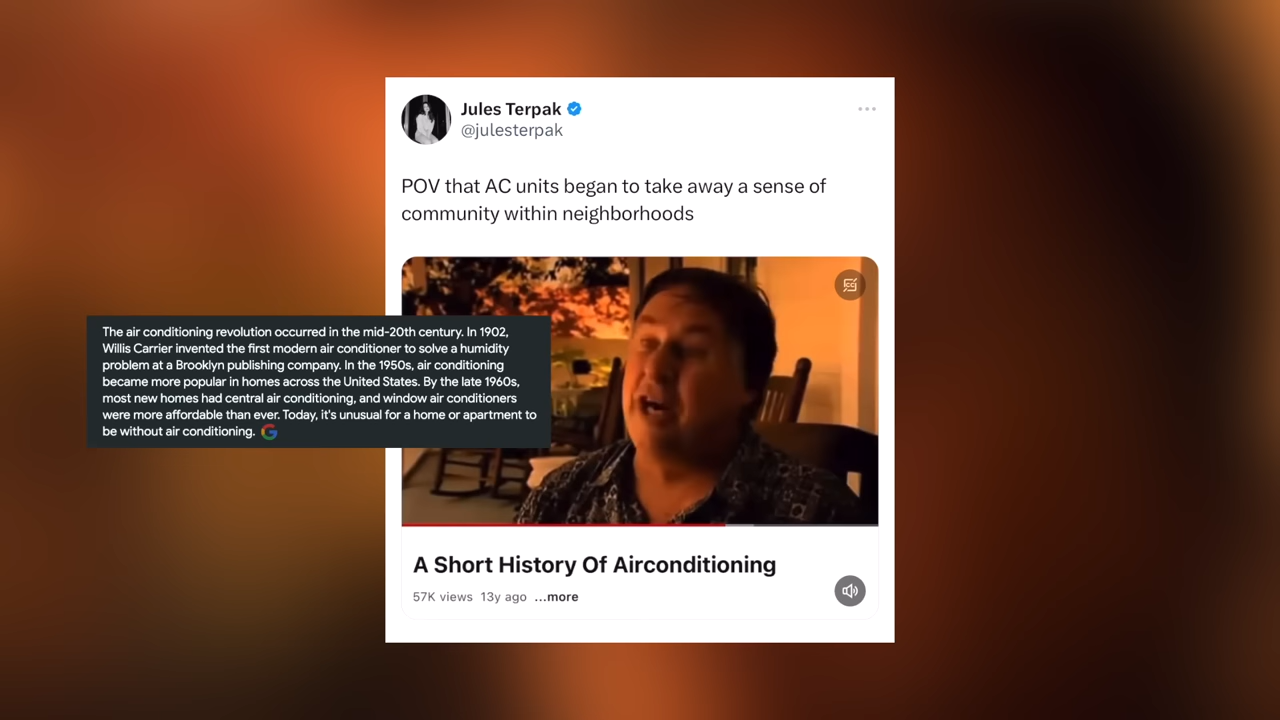 Jules Terpak
@julesterpak
POV that AC units began to take away a sense of
community within neighborhoods
The air conditioning revolution occurred in the mid-20th century. In 1902,
Willis Carrier invented the first modern air conditioner to solve a humidity
problem at a Brooklyn publishing company. In the 1950s, air conditioning
became more popular in homes across the United States. By the late 1960s,
most new homes had central air conditioning, and window air conditioners
were more affordable than ever. Today, it's unusual for a home or apartment to
be without air conditioning.
A Short History Of Airconditioning
57K views 13y ago ...more